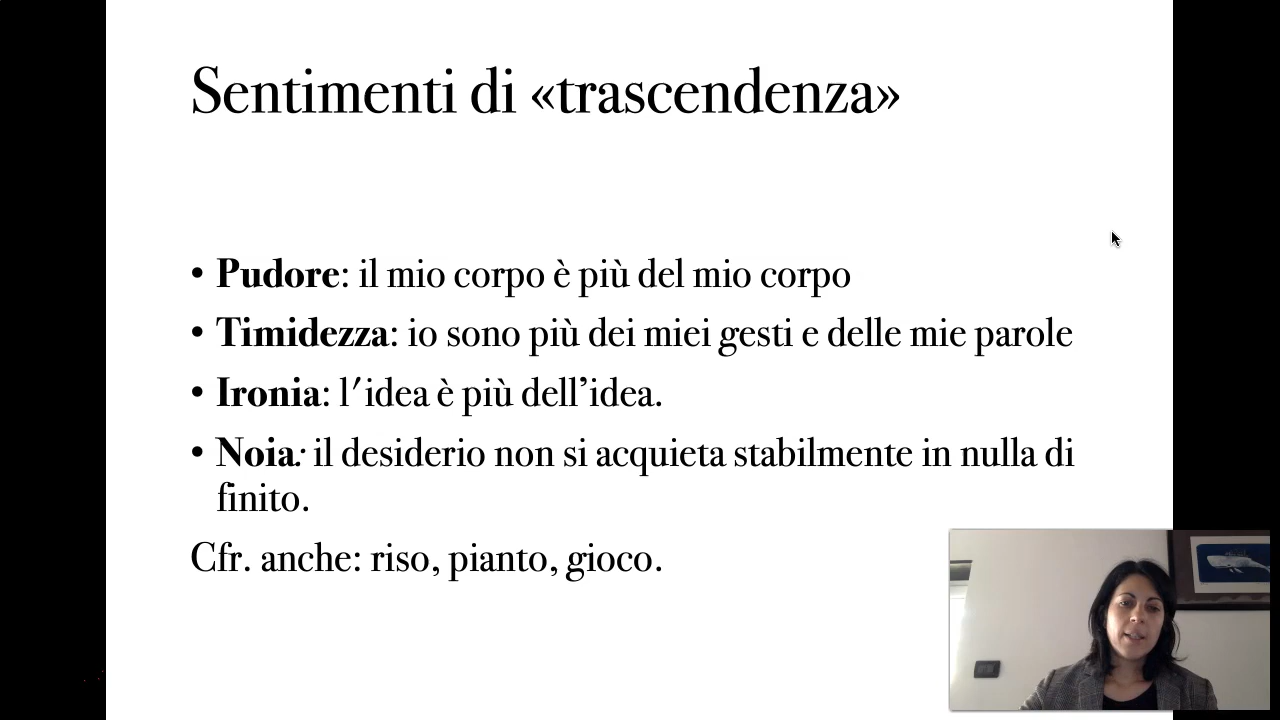 Sentimenti di «trascendenza»
• Pudore: il mio corpo è più del mio corpo
• Timidezza: io sono più dei miei gesti e delle mie parole
• Ironia: l'idea è più dell’idea.
• Noia: il desiderio non si acquieta stabilmente in nulla di
finito.
Cfr. anche: riso, pianto, gioco.